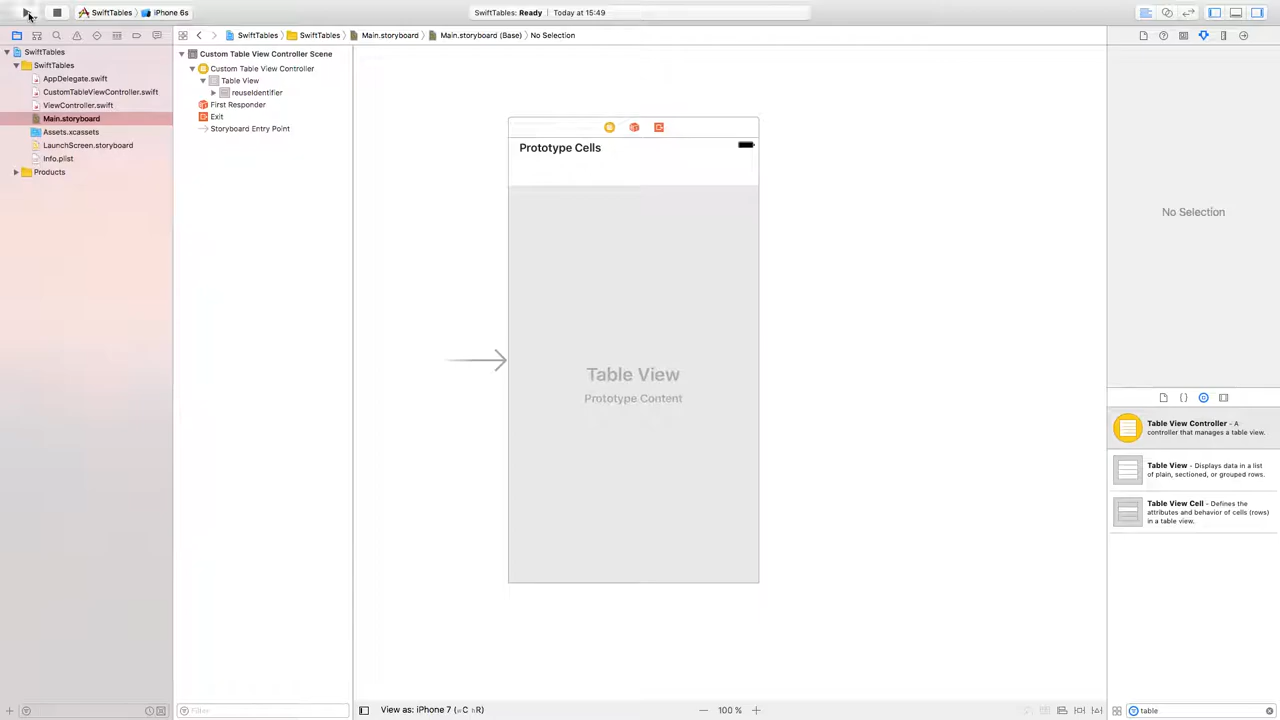 SwiftTables iPhone 6s
SwiftTables: Ready Today at 15:49
SwiftTables
SwiftTables
AppDelegate.swift
CustomTableViewController.swift
ViewController.swift
Main.storyboard
Assets.xcassets
LaunchScreen.storyboard
Info.plist
Products
SwiftTables SwiftTables Main.storyboard Main.storyboard (Base) No Selection
Custom Table View Controller Scene
Custom Table View Controller
Table View
reuseIdentifier
First Responder
Exit
Storyboard Entry Point
Filter
Prototype Cells
Table View
Prototype Content
View as: iPhone 7 (wC hR)
100 %
No Selection
Table View Controller - A
controller that manages a table view.
Table View - Displays data in a list
of plain, sectioned, or grouped rows.
Table View Cell - Defines the
attributes and behavior of cells (rows)
in a table view.
table